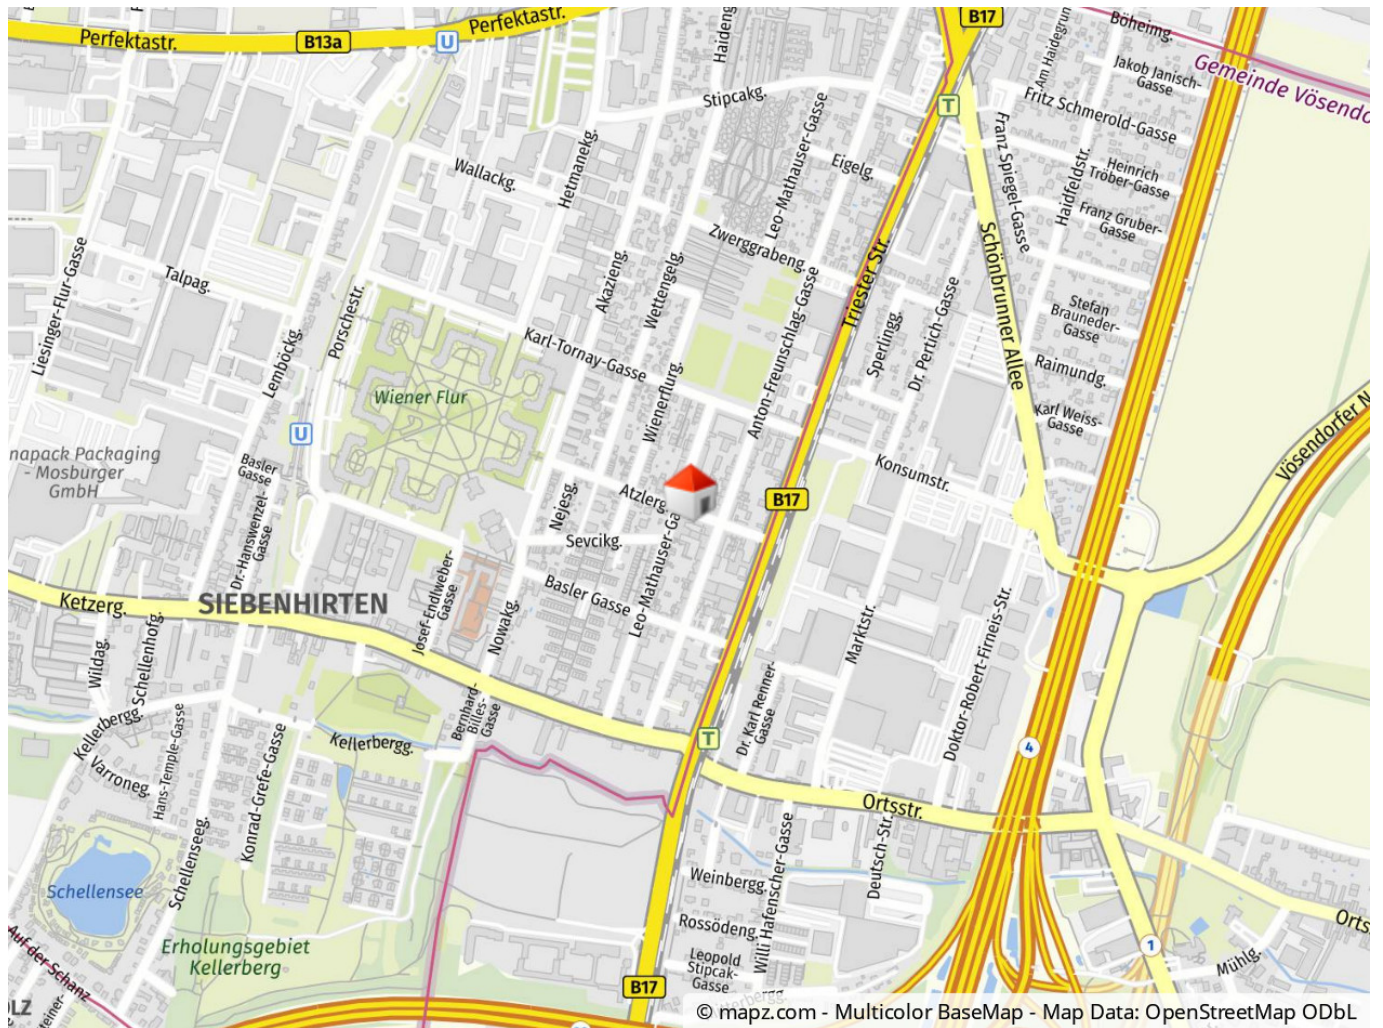 Perfektastr.
B13a
U
Perfektastr.
Haideng
B17
Böheimg.
Am Haidegrun
Jakob Janisch-
Gasse
Gemeinde Vösendo
Stipcakg.
T
Fritz Schmerold-Gasse
Wallackg.
Hetmanekg.
Leo-Mathauser-Gasse
Eigelg.
Franz Spiegel-Gasse
Haidfeldstr.
Heinrich
Tröber-Gasse
Franz Gruber-
Gasse
Zwerggrabeng.
Schönbrunner Allee
Liesinger-Flur-Gasse
Talpag.
Porschestr.
Lemböckg.
Akazieng.
Wettengelg.
Triester Str.
Anton-Freunschlag-Gasse
Sperlingg.
Dr. Pertich-Gasse
Stefan
Brauneder-
Gasse
Raimundg.
Karl-Tornay-Gasse
Wiener Flur
Wienerflurg.
Karl Weiss-
Gasse
Vösendorfer N
U
napack Packaging
- Mosburger
GmbH
Basler
Gasse
Dr.-Hanswenzel-
Gasse
Konsumstr.
Nejesg.
Atzlerg.
B17
Sevcikg.
Leo-Mathauser-Ga
Basler Gasse
Josef-Endlweber-
Gasse
Nowakg.
Ketzerg.
SIEBENHIRTEN
Marktstr.
Doktor-Robert-Firneis-Str.
Wildag.
Schellenhofg.
Kellerbergg.
Bernhard-
Billes-
Gasse
Dr. Karl Renner-
Gasse
T
4
Kellerbergg.
Varroneg.
Hans-Temple-Gasse
Konrad-Grefe-Gasse
Ortsstr.
Schellenseeg.
Deutsch-Str.
Schellensee
Weinbergg.
Willi Hafenscher-Gasse
Rossödeng.
Orts
Auf der Schanz
Erholungsgebiet
Kellerberg
Leopold
Stipcak-
Gasse
1
Mühlg.
B17
OLZ
teiner-
© mapz.com - Multicolor BaseMap - Map Data: OpenStreetMap ODbL